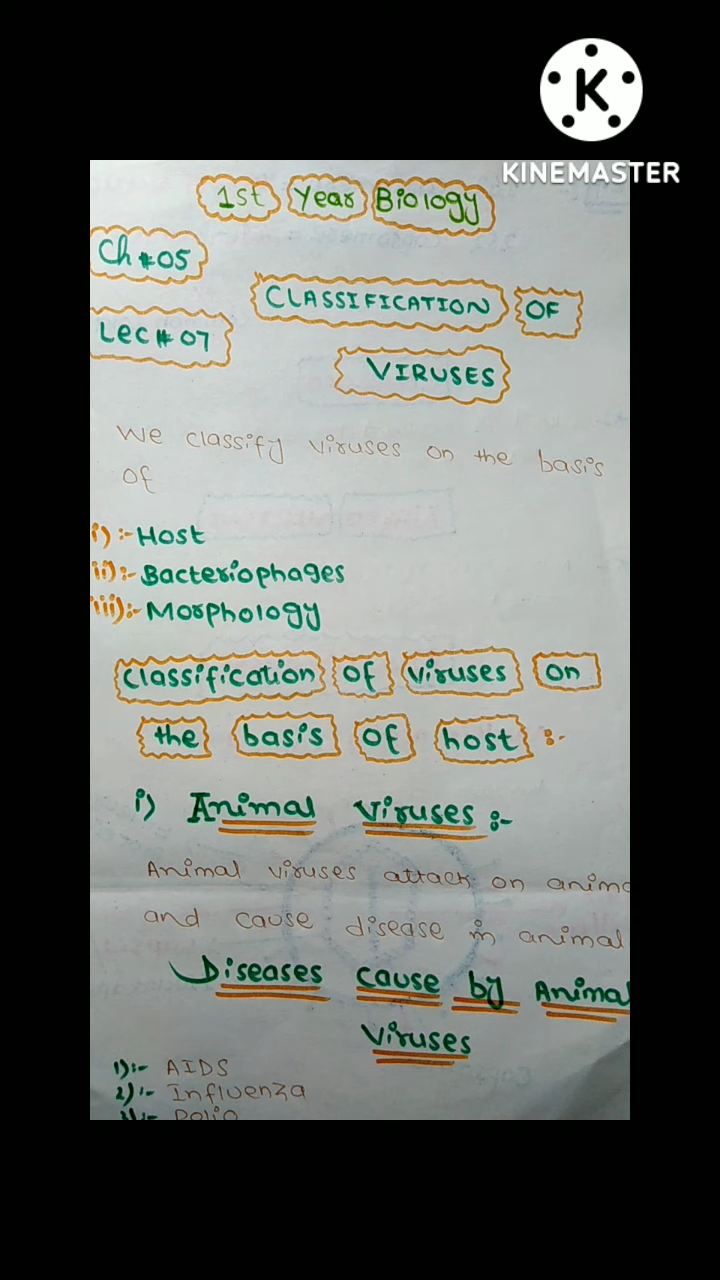 K
KINEMASTER
1st Year Biology
Ch #05
CLASSIFICATION OF
Lec # 07
VIRUSES
We classify viruses on the basis
of
i) :- Host
ii):- Bacteriophages
iii):- Morphology
Classification of viruses on
the basis of host :-
i) Animal Viruses :-
Animal viruses attack on
and cause disease in animal
Diseases cause by Animal
Viruses
1):- AIDS
2):- Influenza
Polio